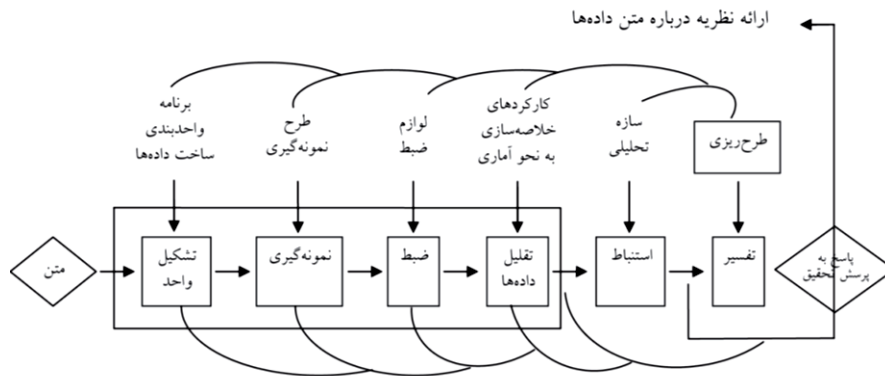 ارائه نظریه درباره متن داده‌ها
برنامه
واحدبندی
ساخت داده‌ها
طرح
نمونه‌گیری
لوازم
ضبط
کارکردهای
خلاصه‌سازی
به نحو آماری
سازه
تحلیلی
طرح‌ریزی
متن
تشکیل
واحد
نمونه‌گیری
ضبط
تقلیل
داده‌ها
استنباط
تفسیر
پاسخ به
پرسش تحقیق